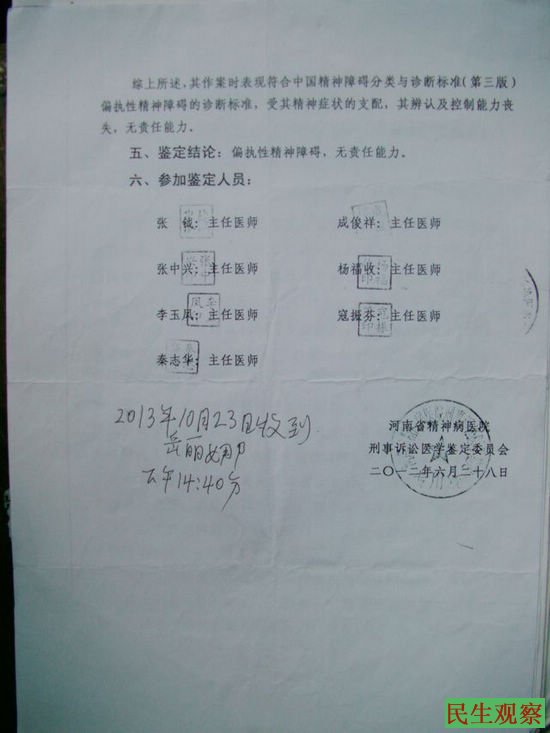 综上所述，其作案时表现符合中国精神障碍分类与诊断标准（第三版）
偏执性精神障碍的诊断标准，受其精神症状的支配，其辨认及控制能力丧
失，无责任能力。
五、鉴定结论：偏执性精神障碍，无责任能力。
六、参加鉴定人员：
张 钺：主任医师
成俊祥：主任医师
张中兴：主任医师
杨福收：主任医师
李玉凤：主任医师
寇振芬：主任医师
秦志华：主任医师
2013年10月23日收到
岳丽娜
下午14:40分
河南省精神病医院
刑事诉讼医学鉴定委员会
二〇一二年六月二十八日
民生观察